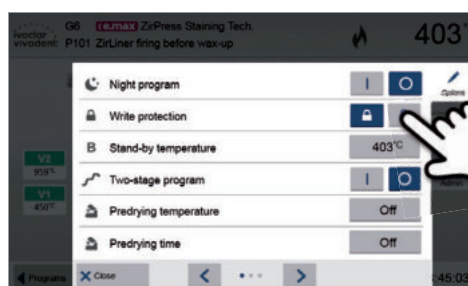 ivoclar vivadent: G6 e.max ZirPress Staining Tech. 403°
P101 ZirLiner firing before wax-up
Night program I O
Options
Write protection
B Stand-by temperature 403°C
V2
959°C
Two-stage program I O
Admin
V1
450°C
Predrying temperature Off
Predrying time Off
Programs X Close < > :45:03